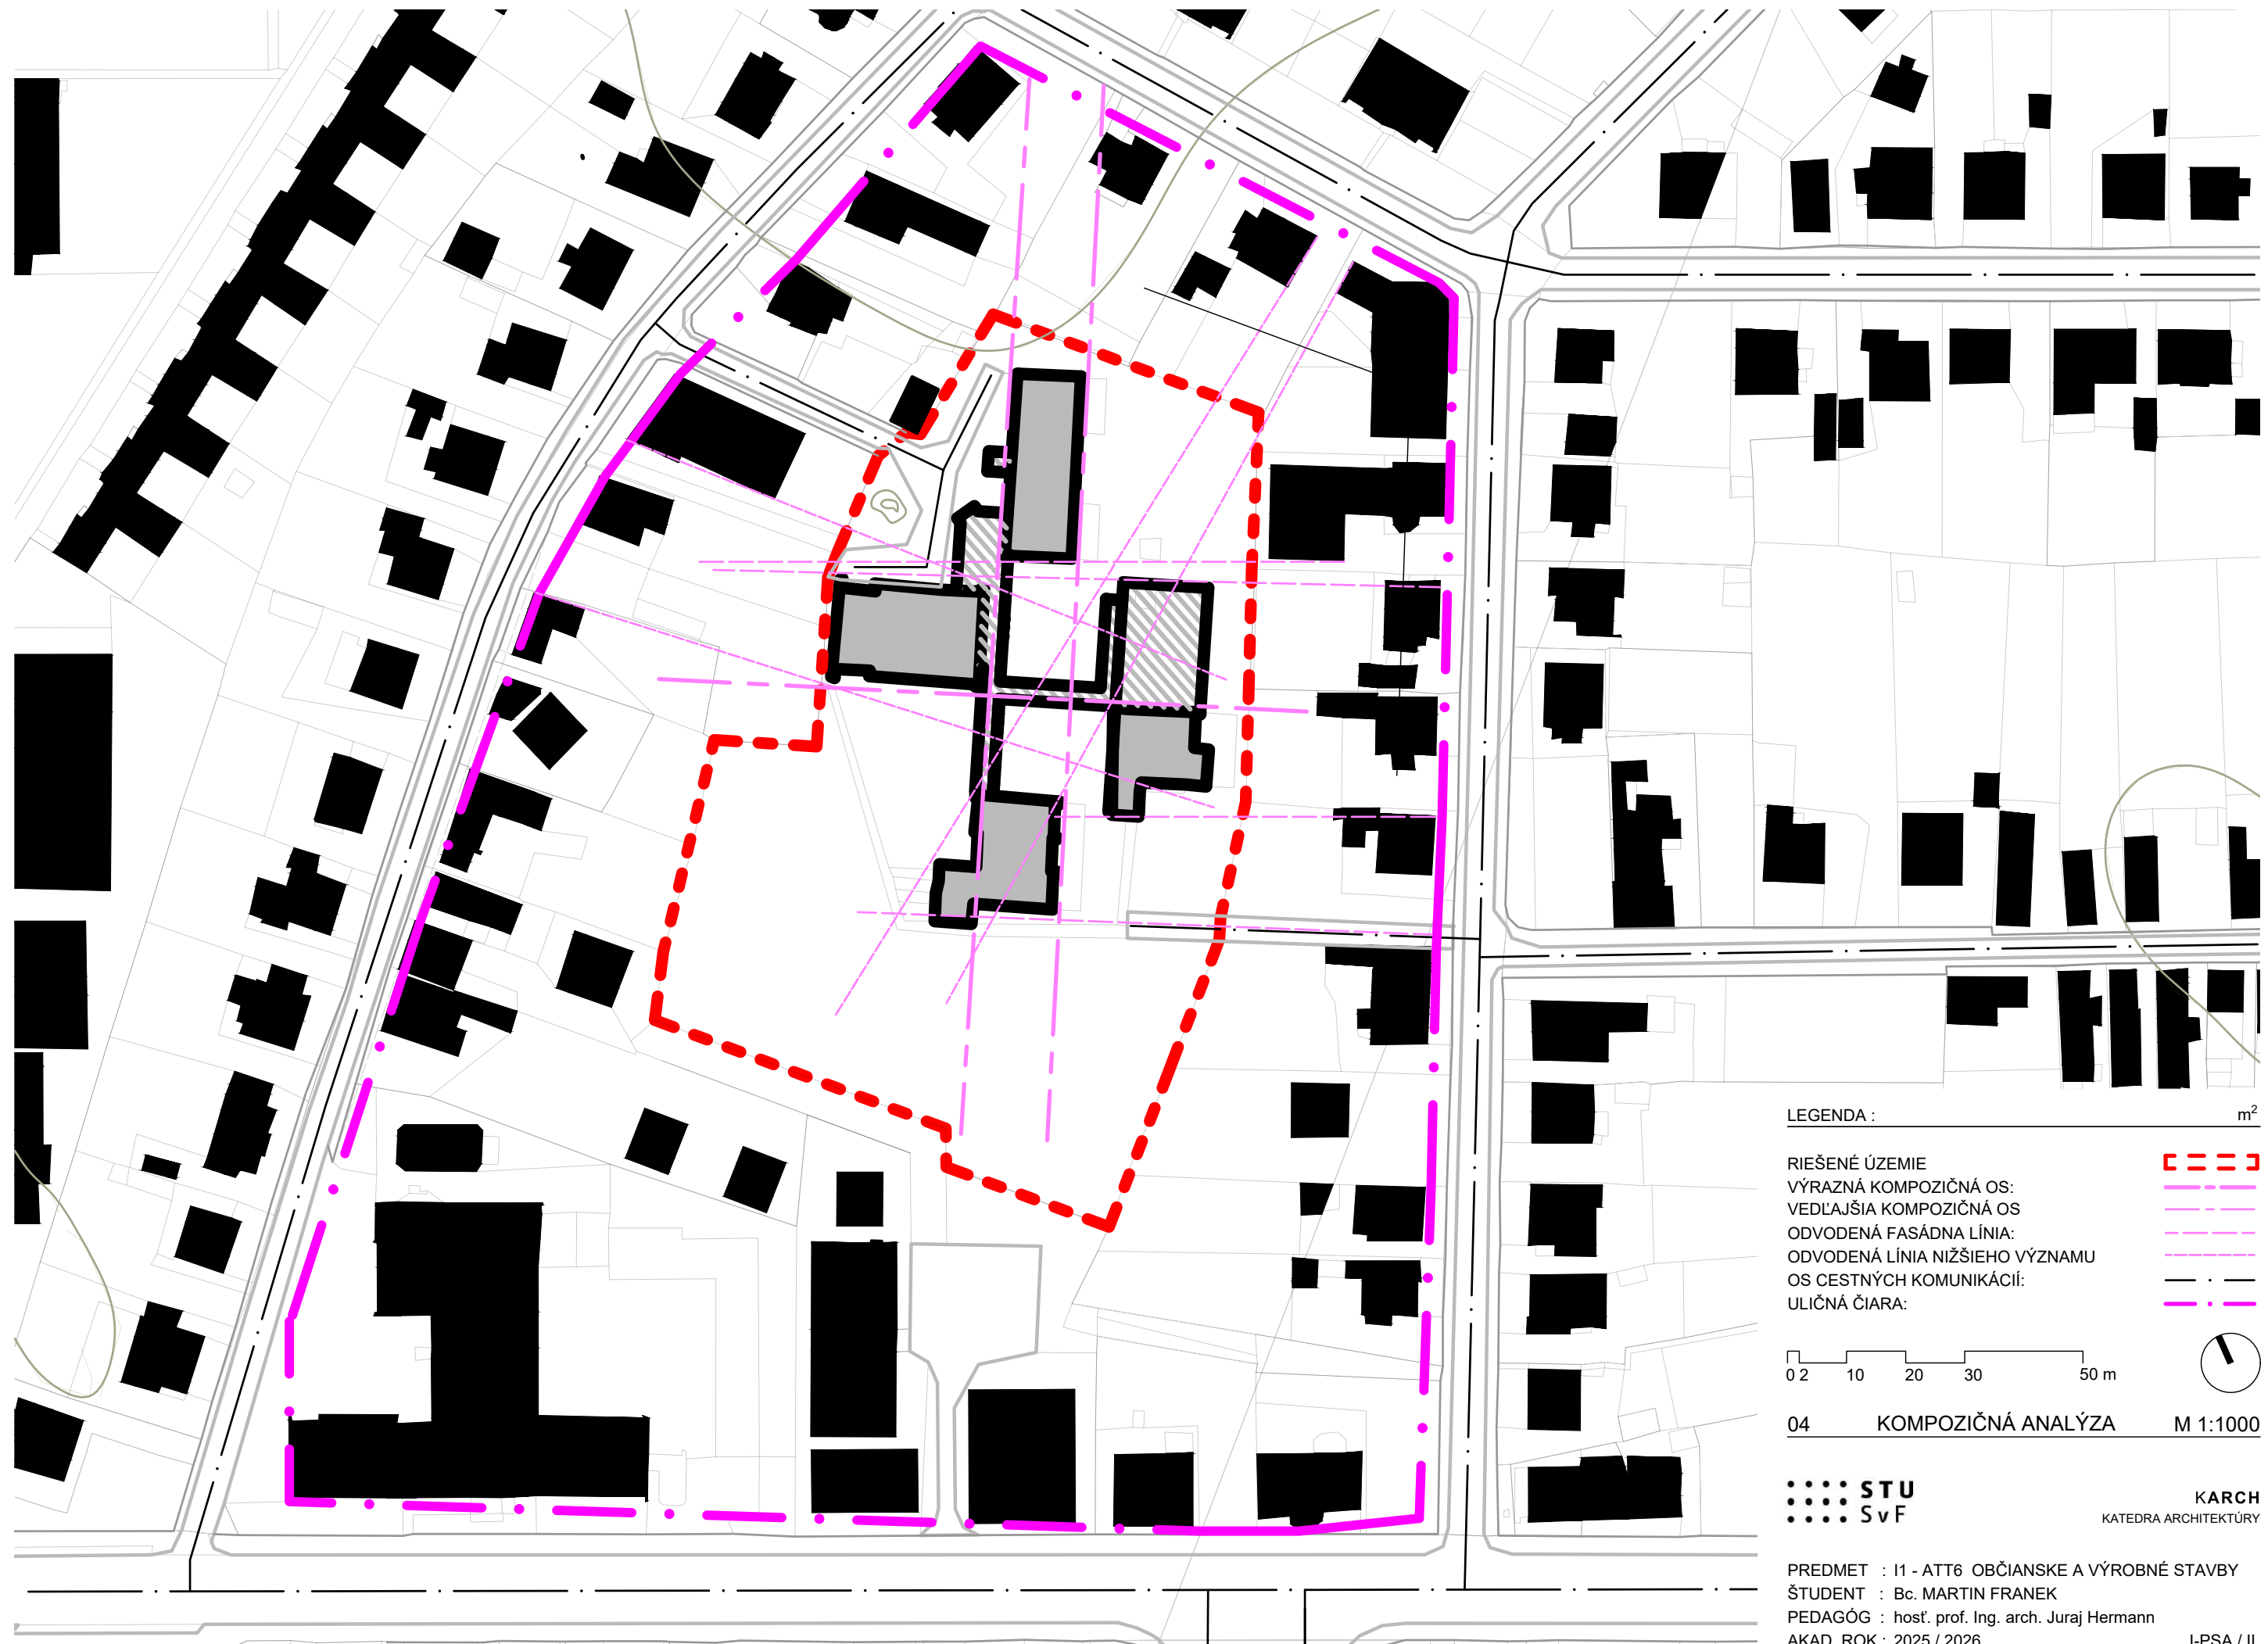 LEGENDA : m²
RIEŠENÉ ÚZEMIE
VÝRAZNÁ KOMPOZIČNÁ OS:
VEDĽAJŠIA KOMPOZIČNÁ OS
ODVODENÁ FASÁDNA LÍNIA:
ODVODENÁ LÍNIA NIŽŠIEHO VÝZNAMU
OS CESTNÝCH KOMUNIKÁCIÍ:
ULIČNÁ ČIARA:
0 2 10 20 30 50 m
04 KOMPOZIČNÁ ANALÝZA M 1:1000
STU
SvF
KARCH
KATEDRA ARCHITEKTÚRY
PREDMET : I1 - ATT6 OBČIANSKE A VÝROBNÉ STAVBY
ŠTUDENT : Bc. MARTIN FRANEK
PEDAGÓG : hosť. prof. Ing. arch. Juraj Hermann
AKAD. ROK : 2025 / 2026 I-PSA / II